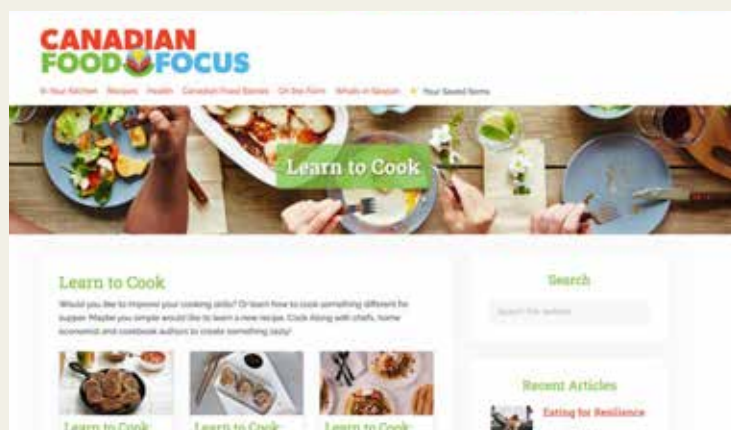 CANADIAN
FOOD FOCUS
In Your Kitchen Recipes Health Canadian Food Stories On the Farm What's in Season Your Saved Items
Learn to Cook
Learn to Cook
Would you like to improve your cooking skills? Or learn how to cook something different for
supper. Maybe you simple would like to learn a new recipe. Cook Along with chefs, home
economist and cookbook authors to create something tasty!
Learn to Cook:
Learn to Cook:
Learn to Cook:
Search
Search this website
Recent Articles
Eating for Resilience